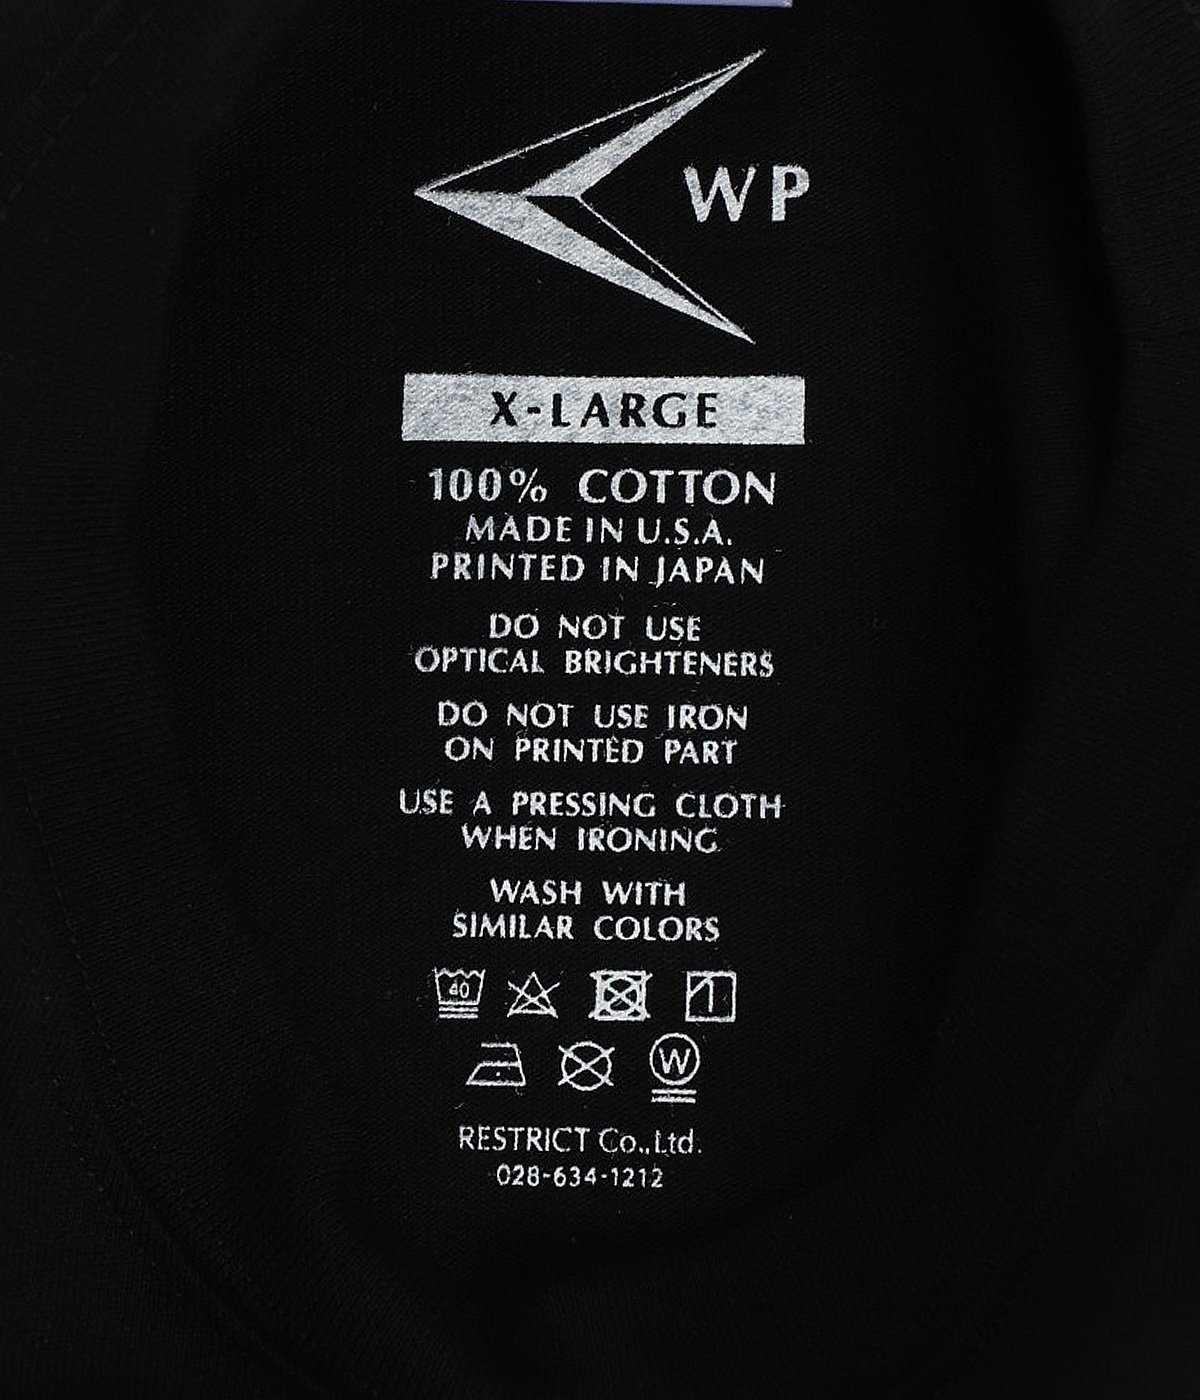 WP
X-LARGE
100% COTTON
MADE IN U.S.A.
PRINTED IN JAPAN
DO NOT USE
OPTICAL BRIGHTENERS
DO NOT USE IRON
ON PRINTED PART
USE A PRESSING CLOTH
WHEN IRONING
WASH WITH
SIMILAR COLORS
40
W
RESTRICT Co.,Ltd.
028-634-1212